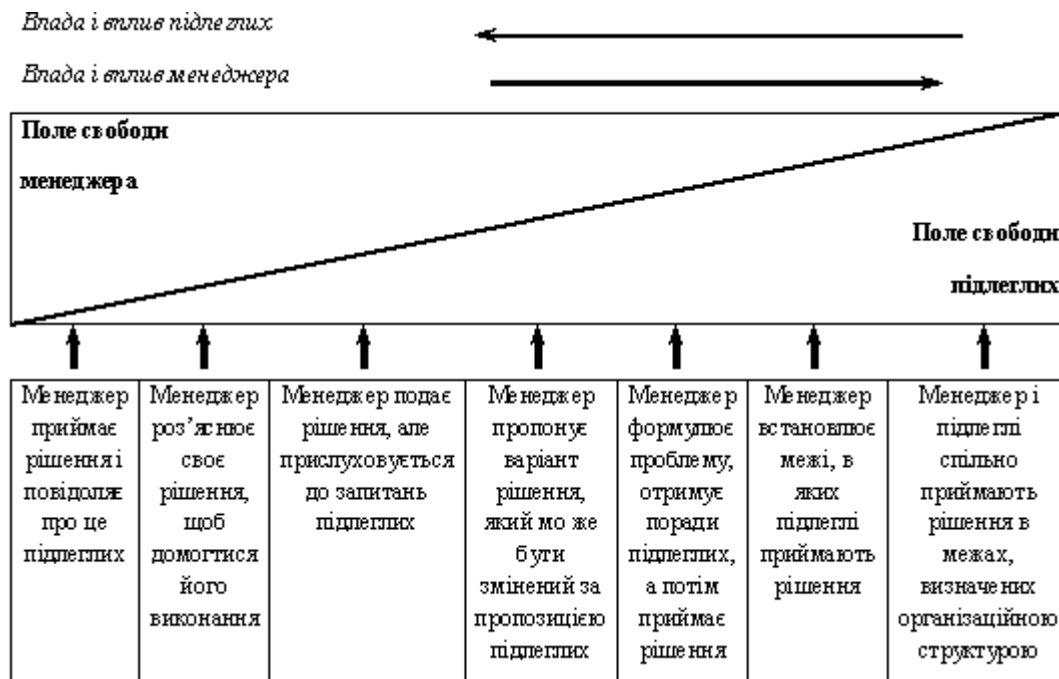 Влада і вплив підлеглих
Влада і вплив менеджера
Поле свободи
менеджера
Поле свободи
підлеглих
Менеджер
приймає
рішення і
повідоляє
про це
підлеглих
Менеджер
роз’яснює
своє
рішення,
щоб
домогтися
його
виконання
Менеджер подає
рішення, але
прислуховується
до запитань
підлеглих
Менеджер
пропонує
варіант
рішення,
який мо же
бути
змінений за
пропозицією
підлеглих
Менеджер
формулює
проблему,
отримує
поради
підлеглих,
а потім
приймає
рішення
Менеджер
встановлює
межі, в
яких
підлеглі
приймають
рішення
Менеджер і
підлеглі
спільно
приймають
рішення в
межах,
визначених
організаційною
структурою